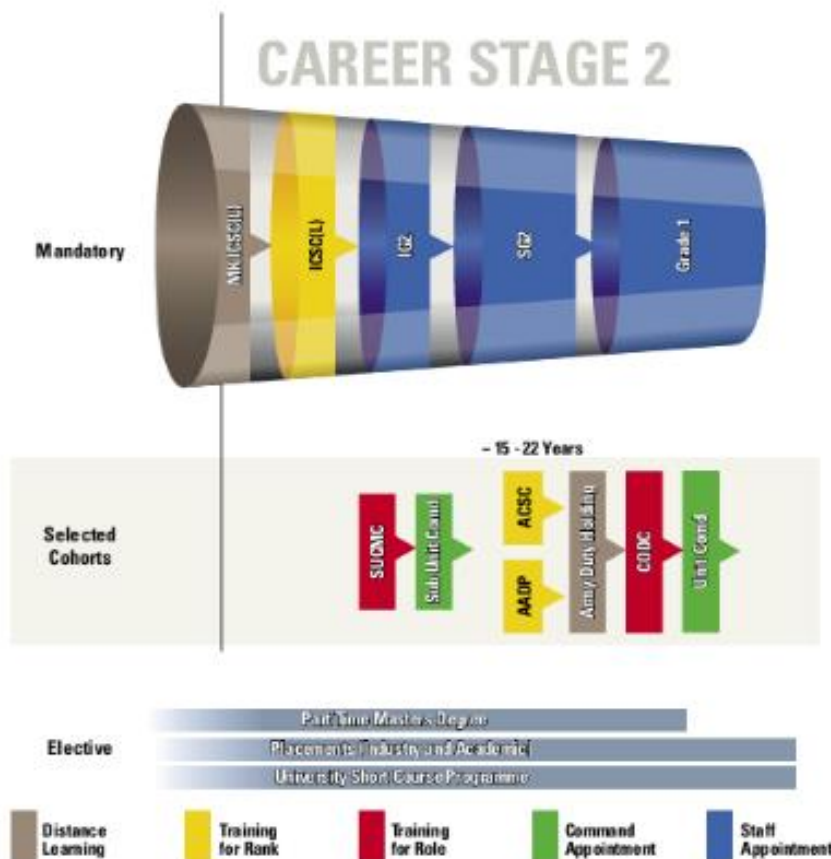 CAREER STAGE 2
Mandatory
MK ICSC(L)
ICSC(L)
IG2
SG2
Grade 1
~ 15 - 22 Years
Selected
Cohorts
SUCMC
Sub Unit Comd
ACSC
AADP
Army Duty Holding
CODC
Unit Comd
Elective
Part Time Masters Degree
Placements (Industry and Academic)
University Short Course Programme
Distance
Learning
Training
for Rank
Training
for Role
Command
Appointment
Staff
Appointment